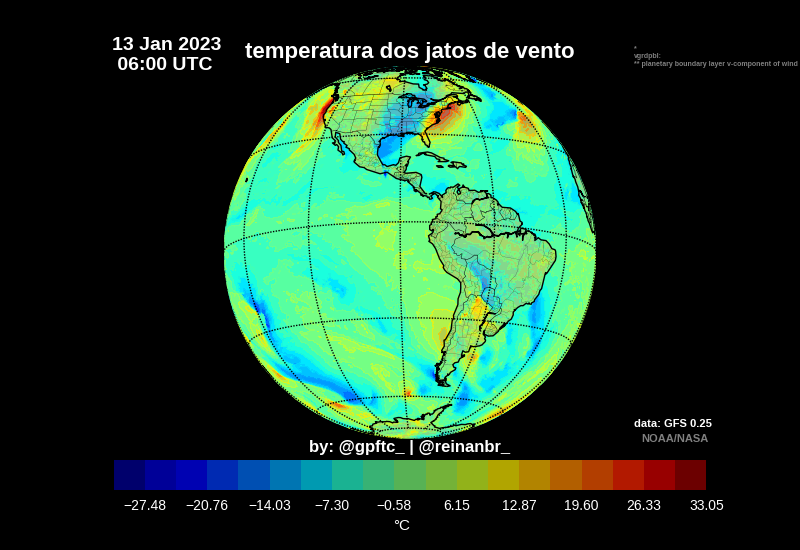 13 Jan 2023
06:00 UTC
temperatura dos jatos de vento
*
vgrdpbl:
** planetary boundary layer v-component of wind
data: GFS 0.25
NOAA/NASA
by: @gpftc_ | @reinanbr_
−27.48 −20.76 −14.03 −7.30 −0.58 6.15 12.87 19.60 26.33 33.05
°C